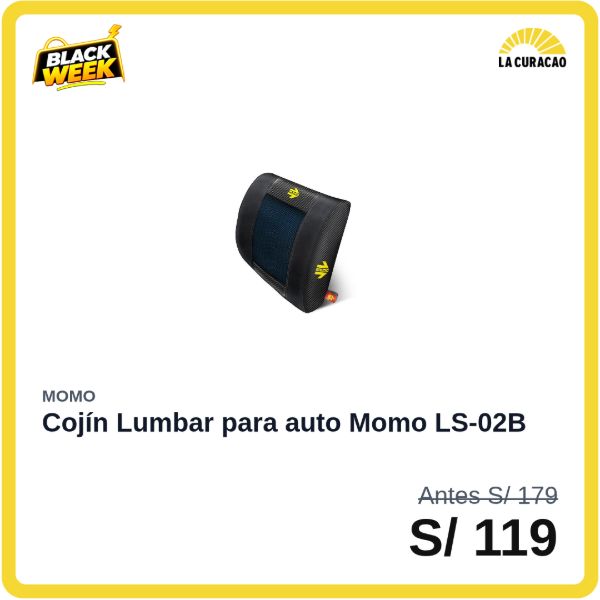 BLACK
WEEK
LA CURACAO
MOMO
Cojín Lumbar para auto Momo LS-02B
Antes S/ 179
S/ 119